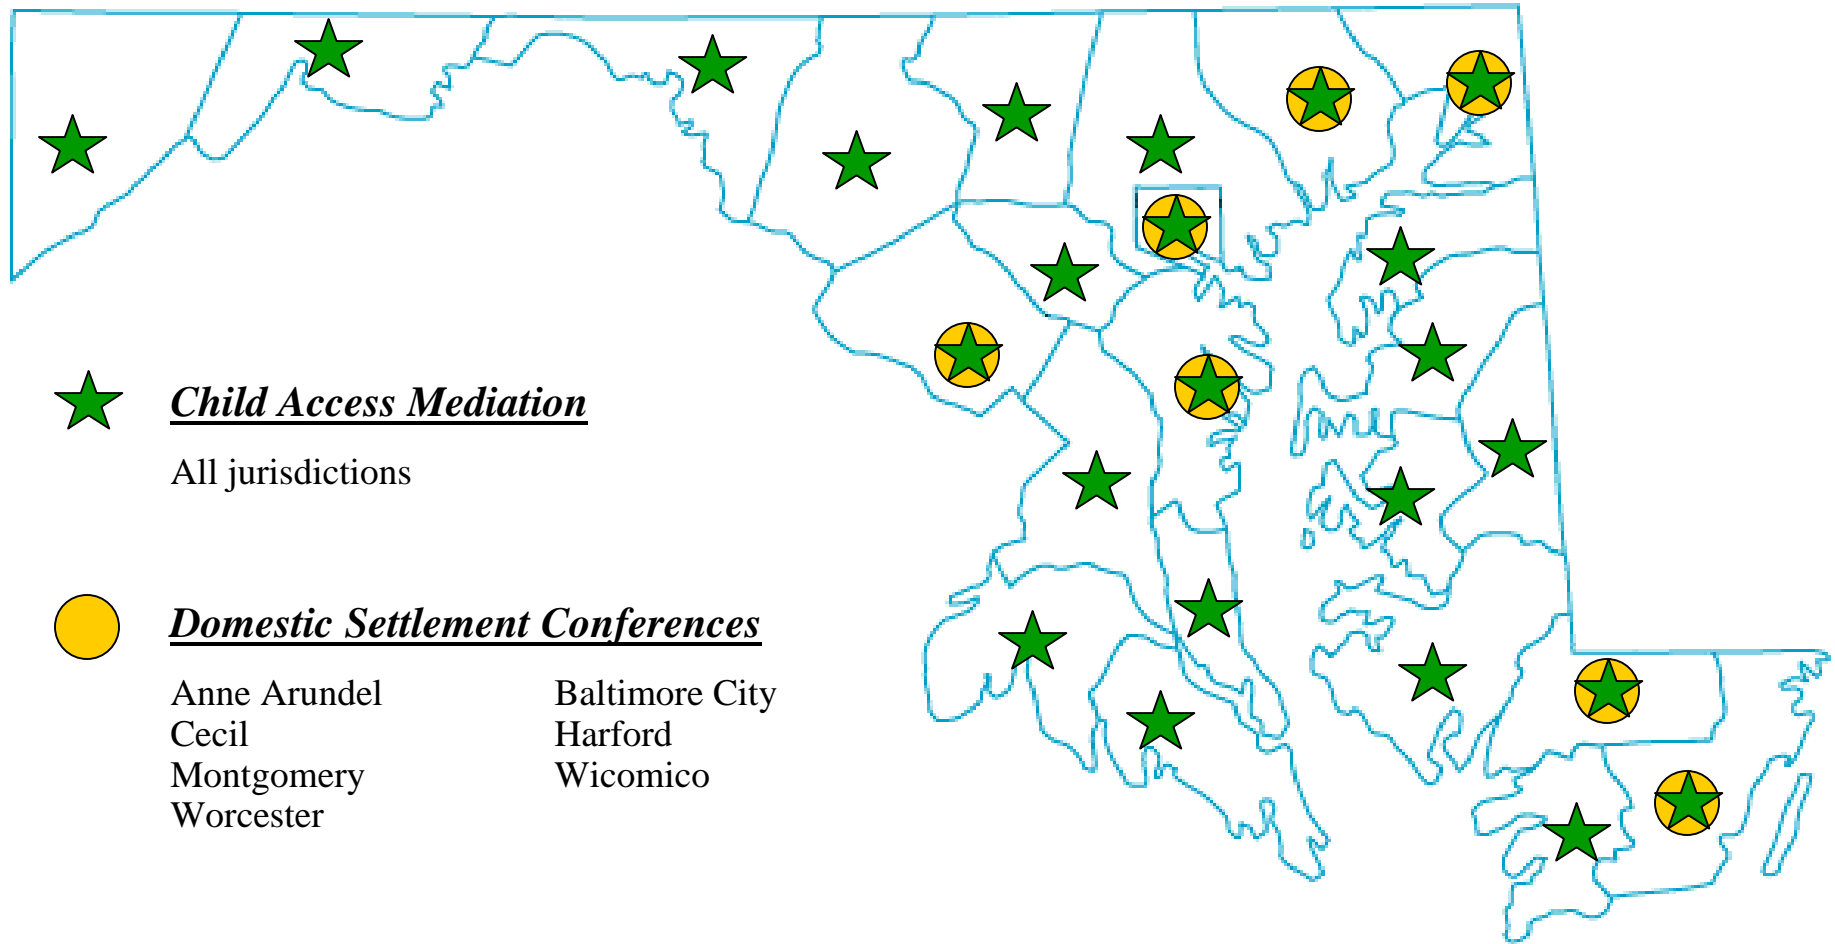 Child Access Mediation
All jurisdictions
Domestic Settlement Conferences
Anne Arundel Baltimore City
Cecil Harford
Montgomery Wicomico
Worcester